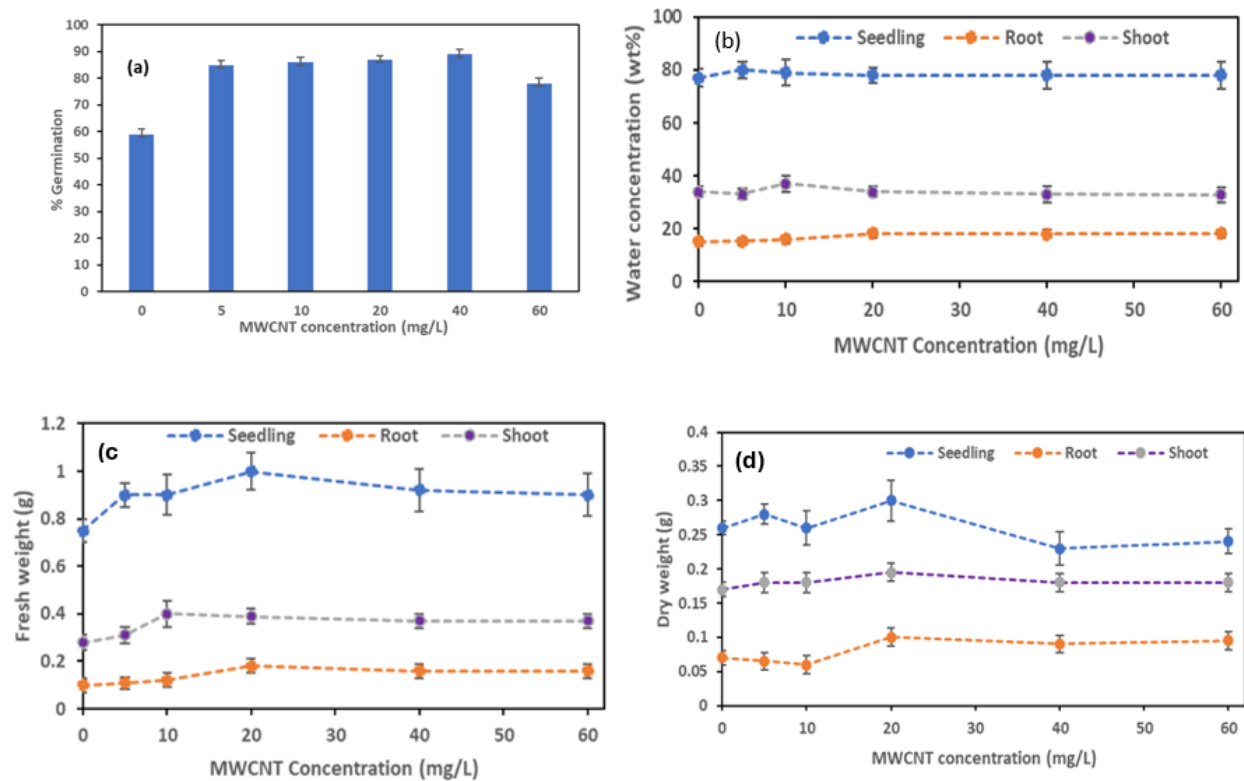 (a)
% Germination
100
90
80
70
60
50
40
30
20
10
0
0 5 10 20 40 60
MWCNT concentration (mg/L)
(b)
Seedling Root Shoot
Water concentration (wt%)
100
80
60
40
20
0
0 10 20 30 40 50 60
MWCNT Concentration (mg/L)
(c)
Seedling Root Shoot
Fresh weight (g)
1.2
1
0.8
0.6
0.4
0.2
0
0 10 20 30 40 50 60
MWCNT Concentration (mg/L)
(d)
Seedling Root Shoot
Dry weight (g)
0.4
0.35
0.3
0.25
0.2
0.15
0.1
0.05
0
0 10 20 30 40 50 60
MWCNT concentration (mg/L)